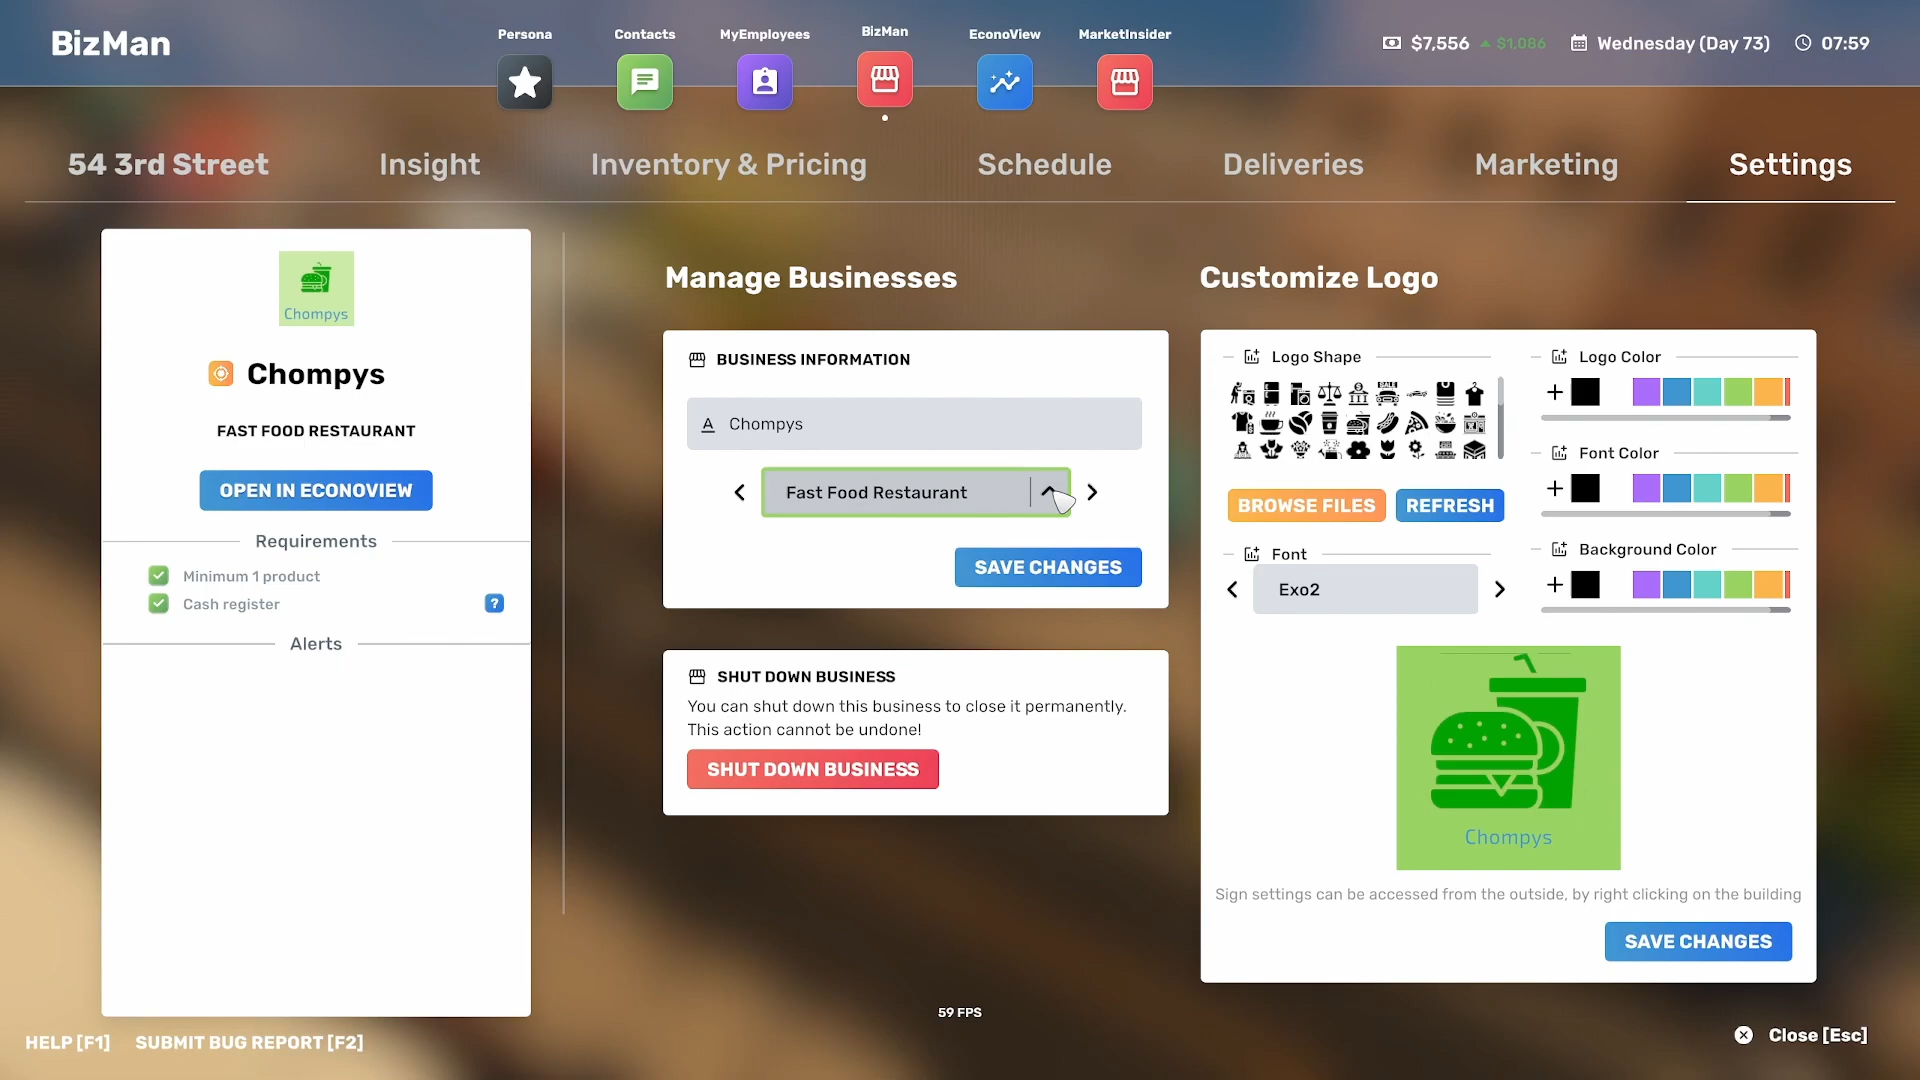 BizMan
Persona
Contacts
MyEmployees
BizMan
EconoView
MarketInsider
$7,556 $1,086
Wednesday (Day 73)
07:59
54 3rd Street
Insight
Inventory & Pricing
Schedule
Deliveries
Marketing
Settings
Chompys
Chompys
FAST FOOD RESTAURANT
OPEN IN ECONOVIEW
Requirements
Minimum 1 product
Cash register
?
Alerts
Manage Businesses
BUSINESS INFORMATION
Chompys
Fast Food Restaurant
SAVE CHANGES
SHUT DOWN BUSINESS
You can shut down this business to close it permanently.
This action cannot be undone!
SHUT DOWN BUSINESS
Customize Logo
Logo Shape
SALE
BROWSE FILES
REFRESH
Font
Exo2
Logo Color
Font Color
Background Color
Chompys
Sign settings can be accessed from the outside, by right clicking on the building
SAVE CHANGES
59 FPS
HELP [F1]
SUBMIT BUG REPORT [F2]
Close [Esc]